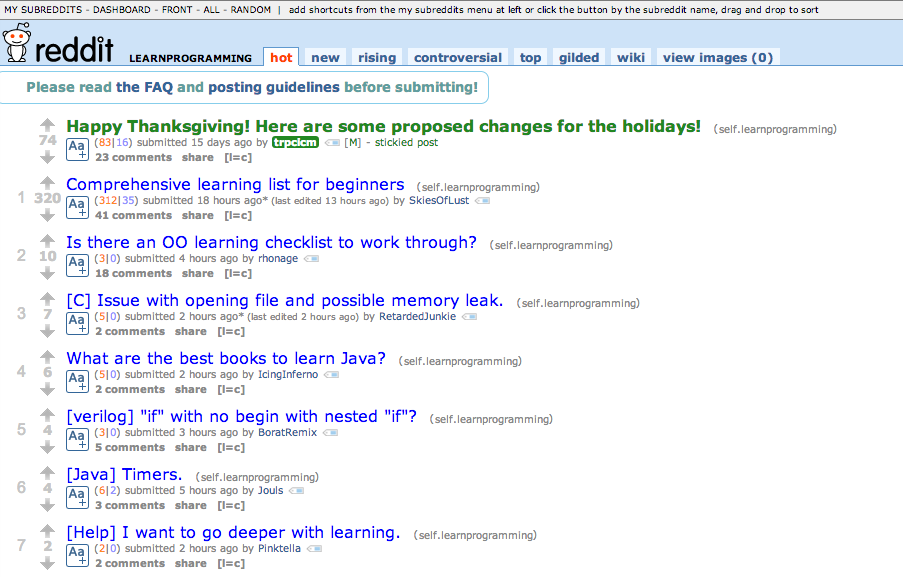 MY SUBREDDITS - DASHBOARD - FRONT - ALL - RANDOM | add shortcuts from the my subreddits menu at left or click the button by the subreddit name, drag and drop to sort
reddit LEARNPROGRAMMING hot new rising controversial top gilded wiki view images (0)
Please read the FAQ and posting guidelines before submitting!
Happy Thanksgiving! Here are some proposed changes for the holidays! (self.learnprogramming)
74 Aa+ (83|16) submitted 15 days ago by trpcicm [M] - stickied post
23 comments share [l=c]
Comprehensive learning list for beginners (self.learnprogramming)
1 320 Aa+ (312|35) submitted 18 hours ago* (last edited 13 hours ago) by SkiesOfLust
41 comments share [l=c]
Is there an OO learning checklist to work through? (self.learnprogramming)
2 10 Aa+ (3|0) submitted 4 hours ago by rhonage
18 comments share [l=c]
[C] Issue with opening file and possible memory leak. (self.learnprogramming)
3 7 Aa+ (5|0) submitted 2 hours ago* (last edited 2 hours ago) by RetardedJunkie
2 comments share [l=c]
What are the best books to learn Java? (self.learnprogramming)
4 6 Aa+ (5|0) submitted 2 hours ago by IcingInferno
2 comments share [l=c]
[verilog] "if" with no begin with nested "if"? (self.learnprogramming)
5 4 Aa+ (3|0) submitted 3 hours ago by BoratRemix
5 comments share [l=c]
[Java] Timers. (self.learnprogramming)
6 4 Aa+ (6|2) submitted 5 hours ago by Jouls
3 comments share [l=c]
[Help] I want to go deeper with learning. (self.learnprogramming)
7 2 Aa+ (2|0) submitted 2 hours ago by Pinktella
2 comments share [l=c]